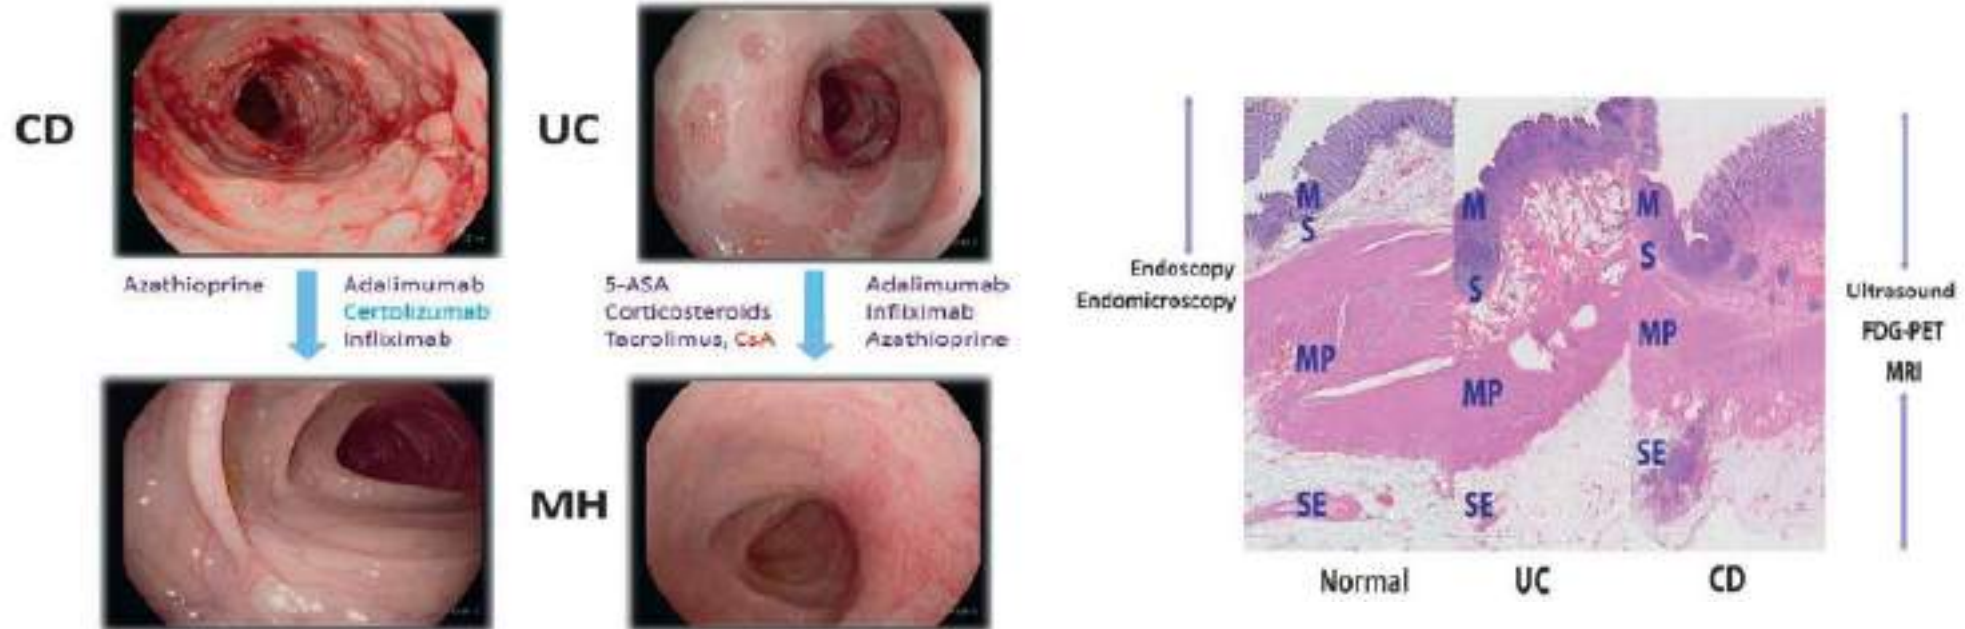 CD
UC
Azathioprine
Adalimumab
Certolizumab
Infliximab
5-ASA
Corticosteroids
Tacrolimus, CsA
Adalimumab
Infliximab
Azathioprine
MH
Endoscopy
Endomicroscopy
M
S
MP
SE
M
S
MP
SE
M
S
MP
SE
Ultrasound
FDG-PET
MRI
Normal
UC
CD